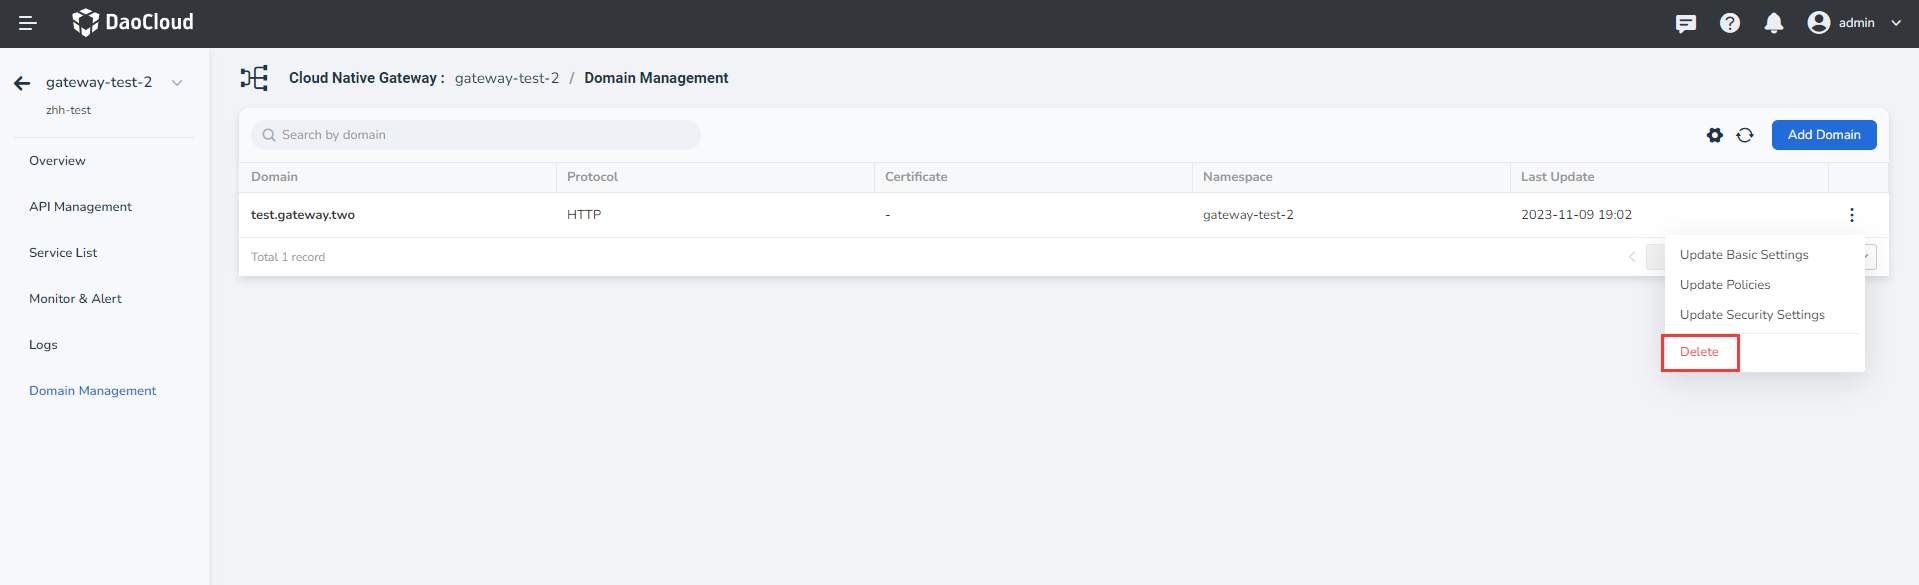 DaoCloud
admin
gateway-test-2
zhh-test
Overview
API Management
Service List
Monitor & Alert
Logs
Domain Management
Cloud Native Gateway : gateway-test-2 / Domain Management
Search by domain
Add Domain
Domain Protocol Certificate Namespace Last Update
test.gateway.two HTTP - gateway-test-2 2023-11-09 19:02
Total 1 record
Update Basic Settings
Update Policies
Update Security Settings
Delete